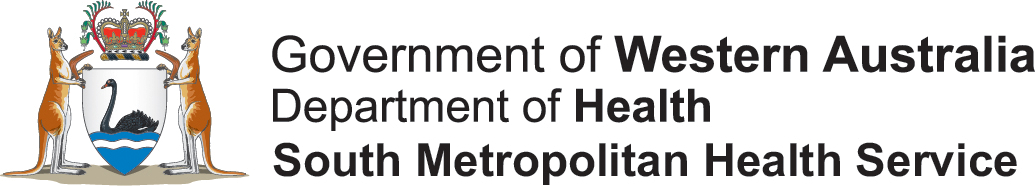 Government of Western Australia
Department of Health
South Metropolitan Health Service